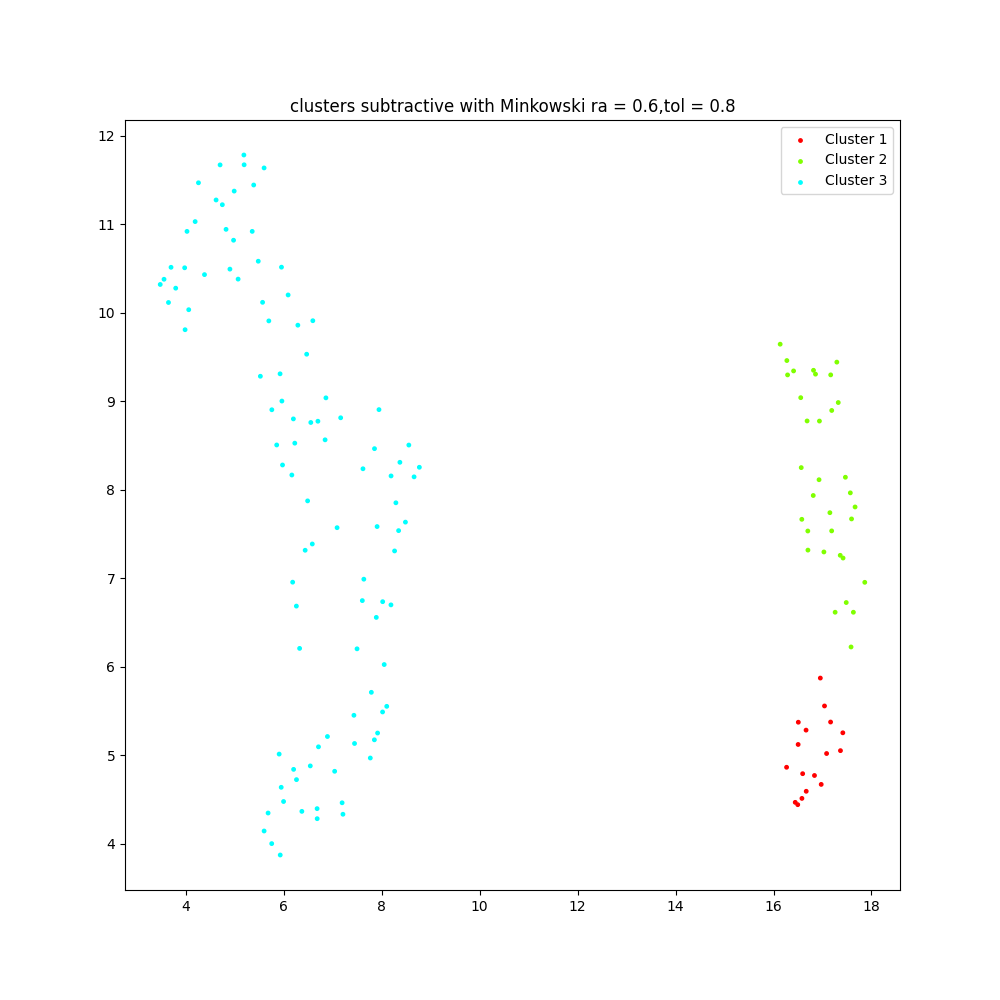 clusters subtractive with Minkowski ra = 0.6,tol = 0.8
Cluster 1
Cluster 2
Cluster 3
12
11
10
9
8
7
6
5
4
4 6 8 10 12 14 16 18